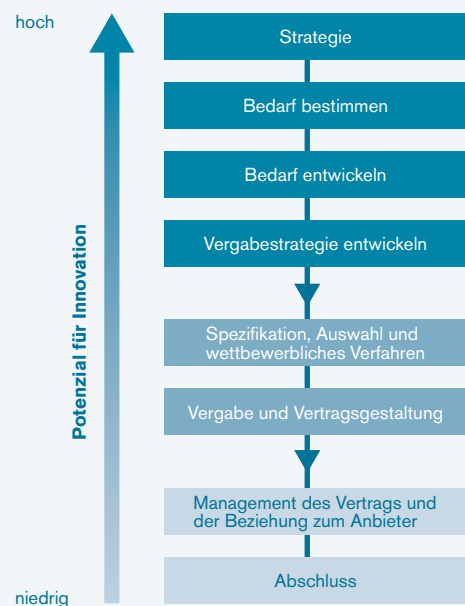 hoch
Strategie
Bedarf bestimmen
Bedarf entwickeln
Vergabestrategie entwickeln
Potenzial für Innovation
Spezifikation, Auswahl und
wettbewerbliches Verfahren
Vergabe und Vertragsgestaltung
Management des Vertrags und
der Beziehung zum Anbieter
Abschluss
niedrig